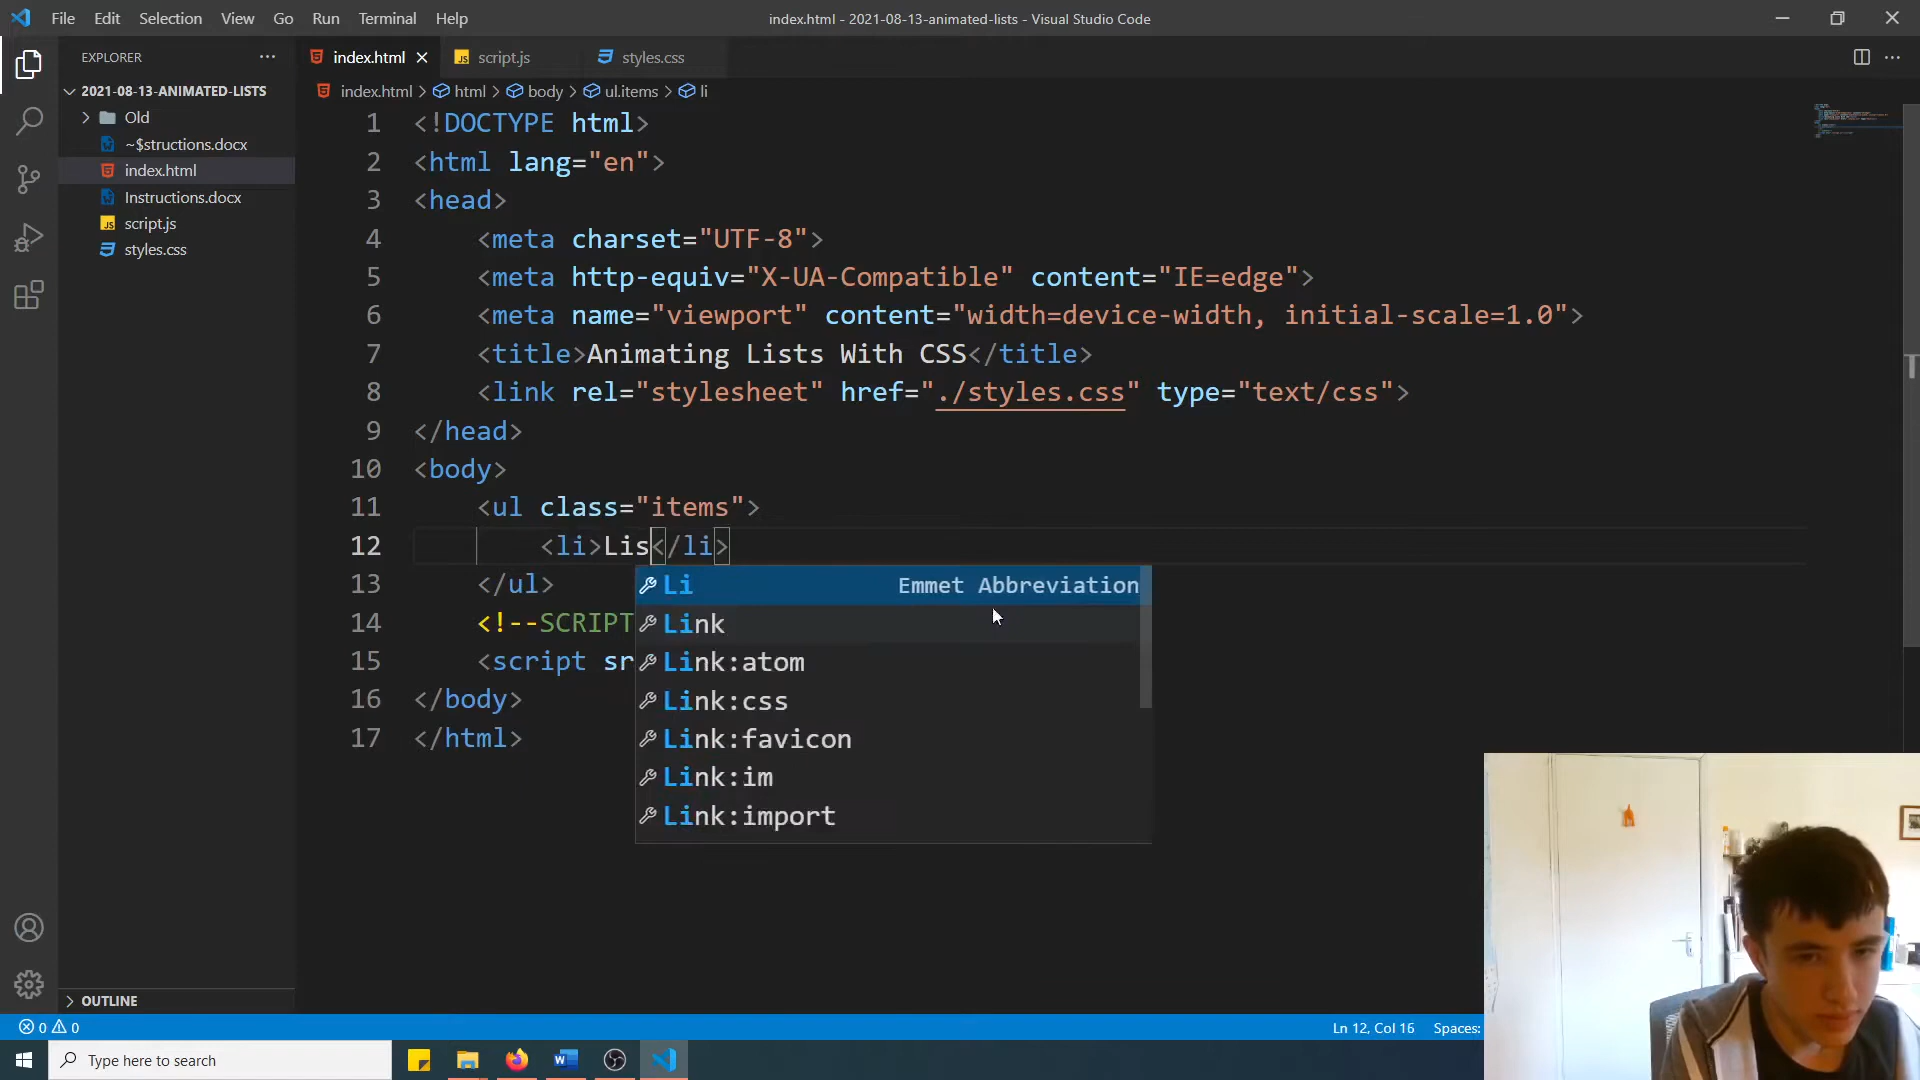 File Edit Selection View Go Run Terminal Help
index.html - 2021-08-13-animated-lists - Visual Studio Code
EXPLORER
index.html
script.js
styles.css
2021-08-13-ANIMATED-LISTS
index.html > html > body > ul.items > li
Old
~$structions.docx
index.html
Instructions.docx
JS script.js
styles.css
1 <!DOCTYPE html>
2 <html lang="en">
3 <head>
4 <meta charset="UTF-8">
5 <meta http-equiv="X-UA-Compatible" content="IE=edge">
6 <meta name="viewport" content="width=device-width, initial-scale=1.0">
7 <title>Animating Lists With CSS</title>
8 <link rel="stylesheet" href="./styles.css" type="text/css">
9 </head>
10 <body>
11 <ul class="items">
12 <li>Lis</li>
13 </ul>
14 <!--SCRIPT
15 <script sr
16 </body>
17 </html>
Li Emmet Abbreviation
Link
Link:atom
Link:css
Link:favicon
Link:im
Link:import
OUTLINE
0 0
Ln 12, Col 16 Spaces:
Type here to search